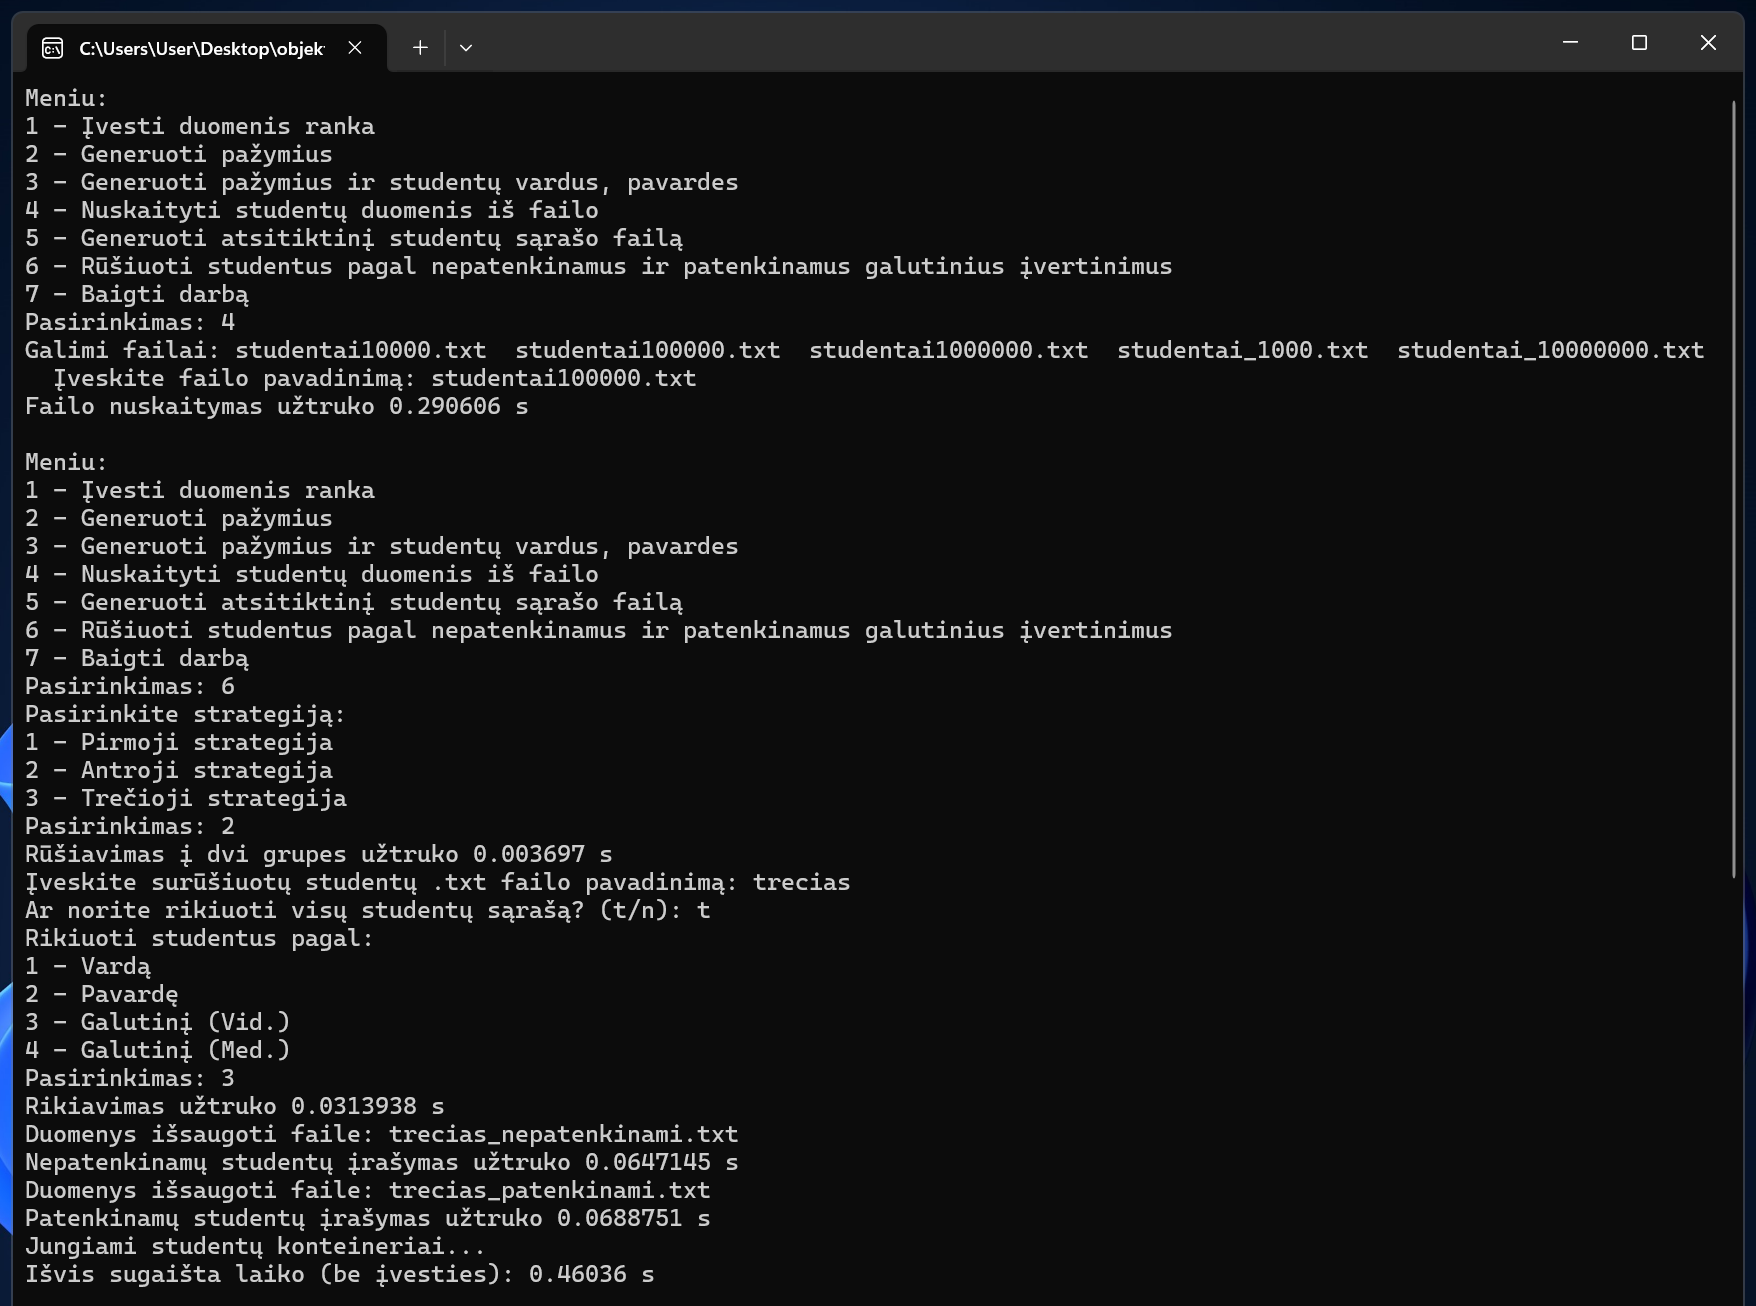 C:\Users\User\Desktop\objek
Meniu:
1 - Įvesti duomenis ranka
2 - Generuoti pažymius
3 - Generuoti pažymius ir studentų vardus, pavardes
4 - Nuskaityti studentų duomenis iš failo
5 - Generuoti atsitiktinį studentų sąrašo failą
6 - Rūšiuoti studentus pagal nepatenkinamus ir patenkinamus galutinius įvertinimus
7 - Baigti darbą
Pasirinkimas: 4
Galimi failai: studentai10000.txt  studentai100000.txt  studentai1000000.txt  studentai_1000.txt  studentai_10000000.txt
  Įveskite failo pavadinimą: studentai100000.txt
Failo nuskaitymas užtruko 0.290606 s

Meniu:
1 - Įvesti duomenis ranka
2 - Generuoti pažymius
3 - Generuoti pažymius ir studentų vardus, pavardes
4 - Nuskaityti studentų duomenis iš failo
5 - Generuoti atsitiktinį studentų sąrašo failą
6 - Rūšiuoti studentus pagal nepatenkinamus ir patenkinamus galutinius įvertinimus
7 - Baigti darbą
Pasirinkimas: 6
Pasirinkite strategiją:
1 - Pirmoji strategija
2 - Antroji strategija
3 - Trečioji strategija
Pasirinkimas: 2
Rūšiavimas į dvi grupes užtruko 0.003697 s
Įveskite surūšiuotų studentų .txt failo pavadinimą: trecias
Ar norite rikiuoti visų studentų sąrašą? (t/n): t
Rikiuoti studentus pagal:
1 - Vardą
2 - Pavardę
3 - Galutinį (Vid.)
4 - Galutinį (Med.)
Pasirinkimas: 3
Rikiavimas užtruko 0.0313938 s
Duomenys išsaugoti faile: trecias_nepatenkinami.txt
Nepatenkinamų studentų įrašymas užtruko 0.0647145 s
Duomenys išsaugoti faile: trecias_patenkinami.txt
Patenkinamų studentų įrašymas užtruko 0.0688751 s
Jungiami studentų konteineriai...
Išvis sugaišta laiko (be įvesties): 0.46036 s